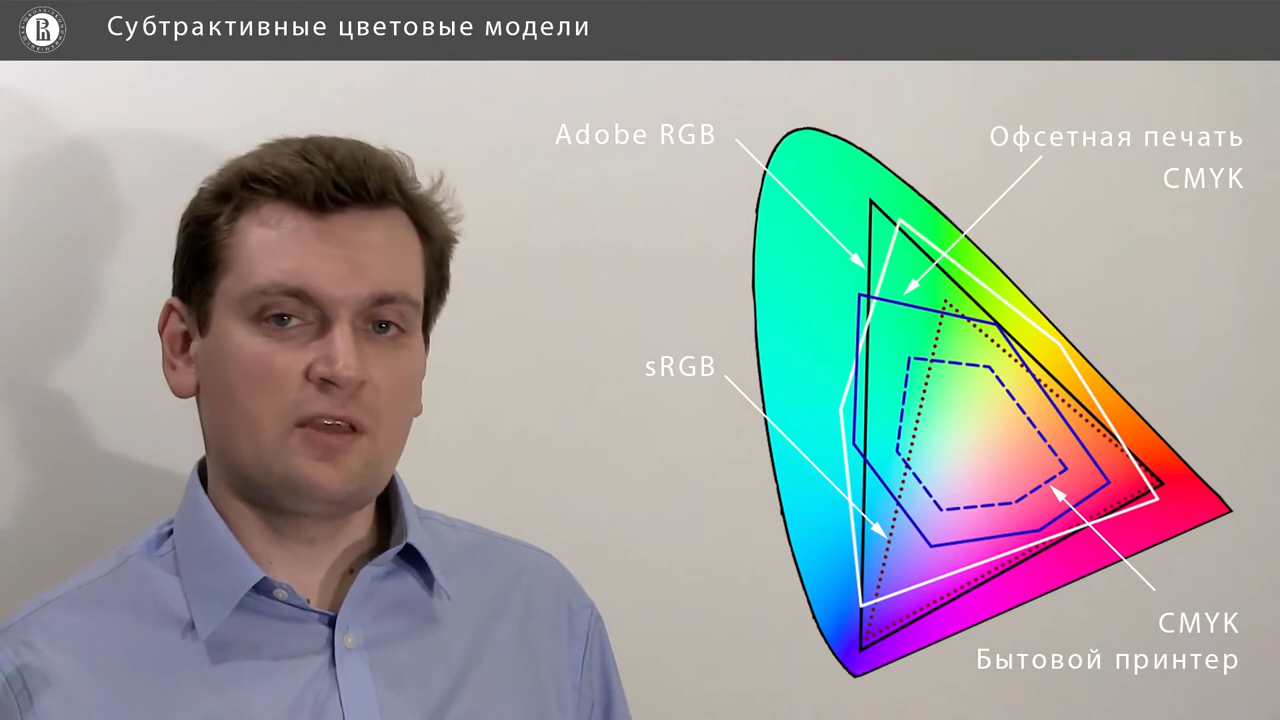 Субтрактивные цветовые модели
Adobe RGB
Офсетная печать
CMYK
sRGB
CMYK
Бытовой принтер